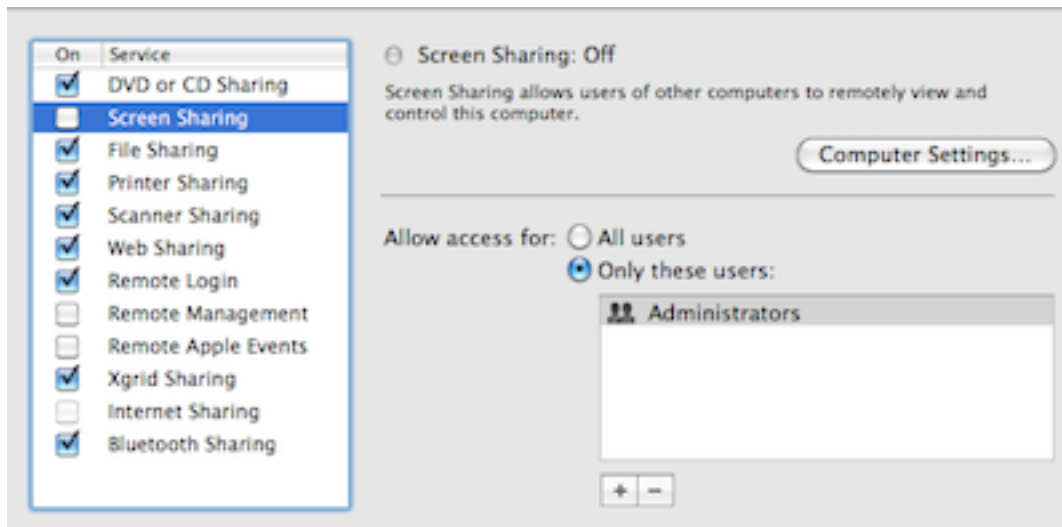 On Service
DVD or CD Sharing
Screen Sharing
File Sharing
Printer Sharing
Scanner Sharing
Web Sharing
Remote Login
Remote Management
Remote Apple Events
Xgrid Sharing
Internet Sharing
Bluetooth Sharing
Screen Sharing: Off
Screen Sharing allows users of other computers to remotely view and
control this computer.
Computer Settings...
Allow access for: All users
Only these users:
Administrators
+ −